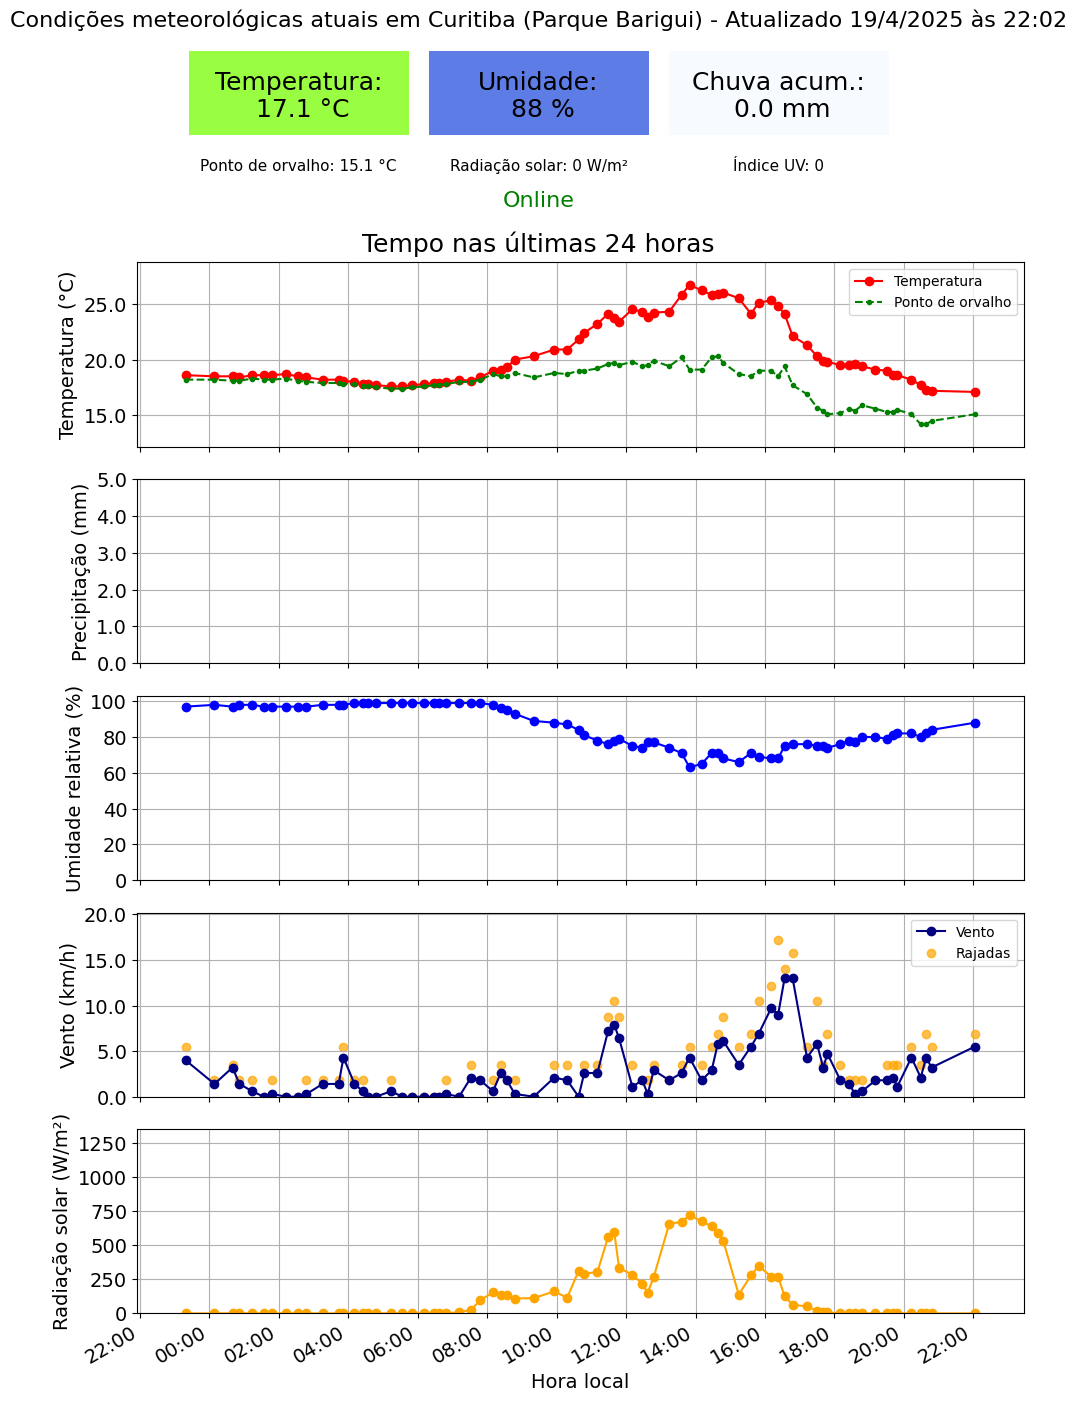 Condições meteorológicas atuais em Curitiba (Parque Barigui) - Atualizado 19/4/2025 às 22:02
Temperatura:
17.1 °C
Umidade:
88 %
Chuva acum.:
0.0 mm
Ponto de orvalho: 15.1 °C
Radiação solar: 0 W/m²
Índice UV: 0
Online
Tempo nas últimas 24 horas
Temperatura (°C)
25.0
20.0
15.0
Temperatura
Ponto de orvalho
Precipitação (mm)
5.0
4.0
3.0
2.0
1.0
0.0
Umidade relativa (%)
100
80
60
40
20
0
Vento (km/h)
20.0
15.0
10.0
5.0
0.0
Vento
Rajadas
Radiação solar (W/m²)
1250
1000
750
500
250
0
22:00
00:00
02:00
04:00
06:00
08:00
10:00
12:00
14:00
16:00
18:00
20:00
22:00
Hora local